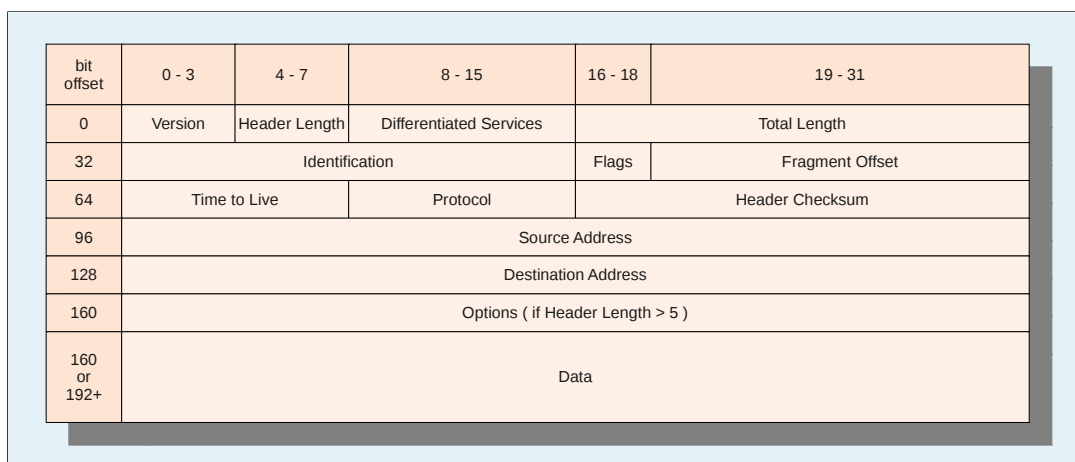 bit
offset
0 - 3
4 - 7
8 - 15
16 - 18
19 - 31
0
Version
Header Length
Differentiated Services
Total Length
32
Identification
Flags
Fragment Offset
64
Time to Live
Protocol
Header Checksum
96
Source Address
128
Destination Address
160
Options ( if Header Length > 5 )
160
or
192+
Data